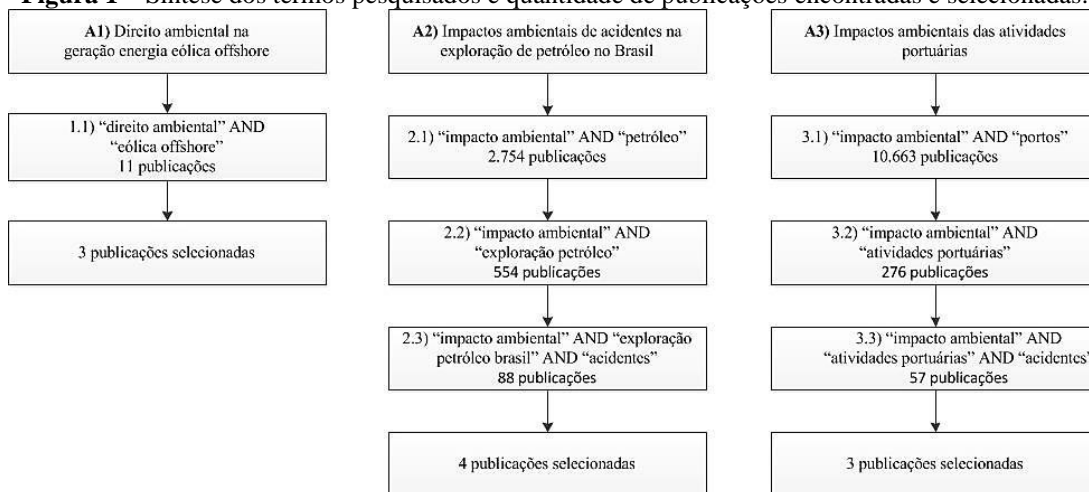 Figura 1 – Síntese dos termos pesquisados e quantidade de publicações encontradas e selecionadas.
A1) Direito ambiental na
geração energia eólica offshore
1.1) “direito ambiental” AND
“eólica offshore”
11 publicações
3 publicações selecionadas
A2) Impactos ambientais de acidentes na
exploração de petróleo no Brasil
2.1) “impacto ambiental” AND “petróleo”
2.754 publicações
2.2) “impacto ambiental” AND
“exploração petróleo”
554 publicações
2.3) “impacto ambiental” AND “exploração
petróleo brasil” AND “acidentes”
88 publicações
4 publicações selecionadas
A3) Impactos ambientais das atividades
portuárias
3.1) “impacto ambiental” AND “portos”
10.663 publicações
3.2) “impacto ambiental” AND
“atividades portuárias”
276 publicações
3.3) “impacto ambiental” AND
“atividades portuárias” AND “acidentes”
57 publicações
3 publicações selecionadas